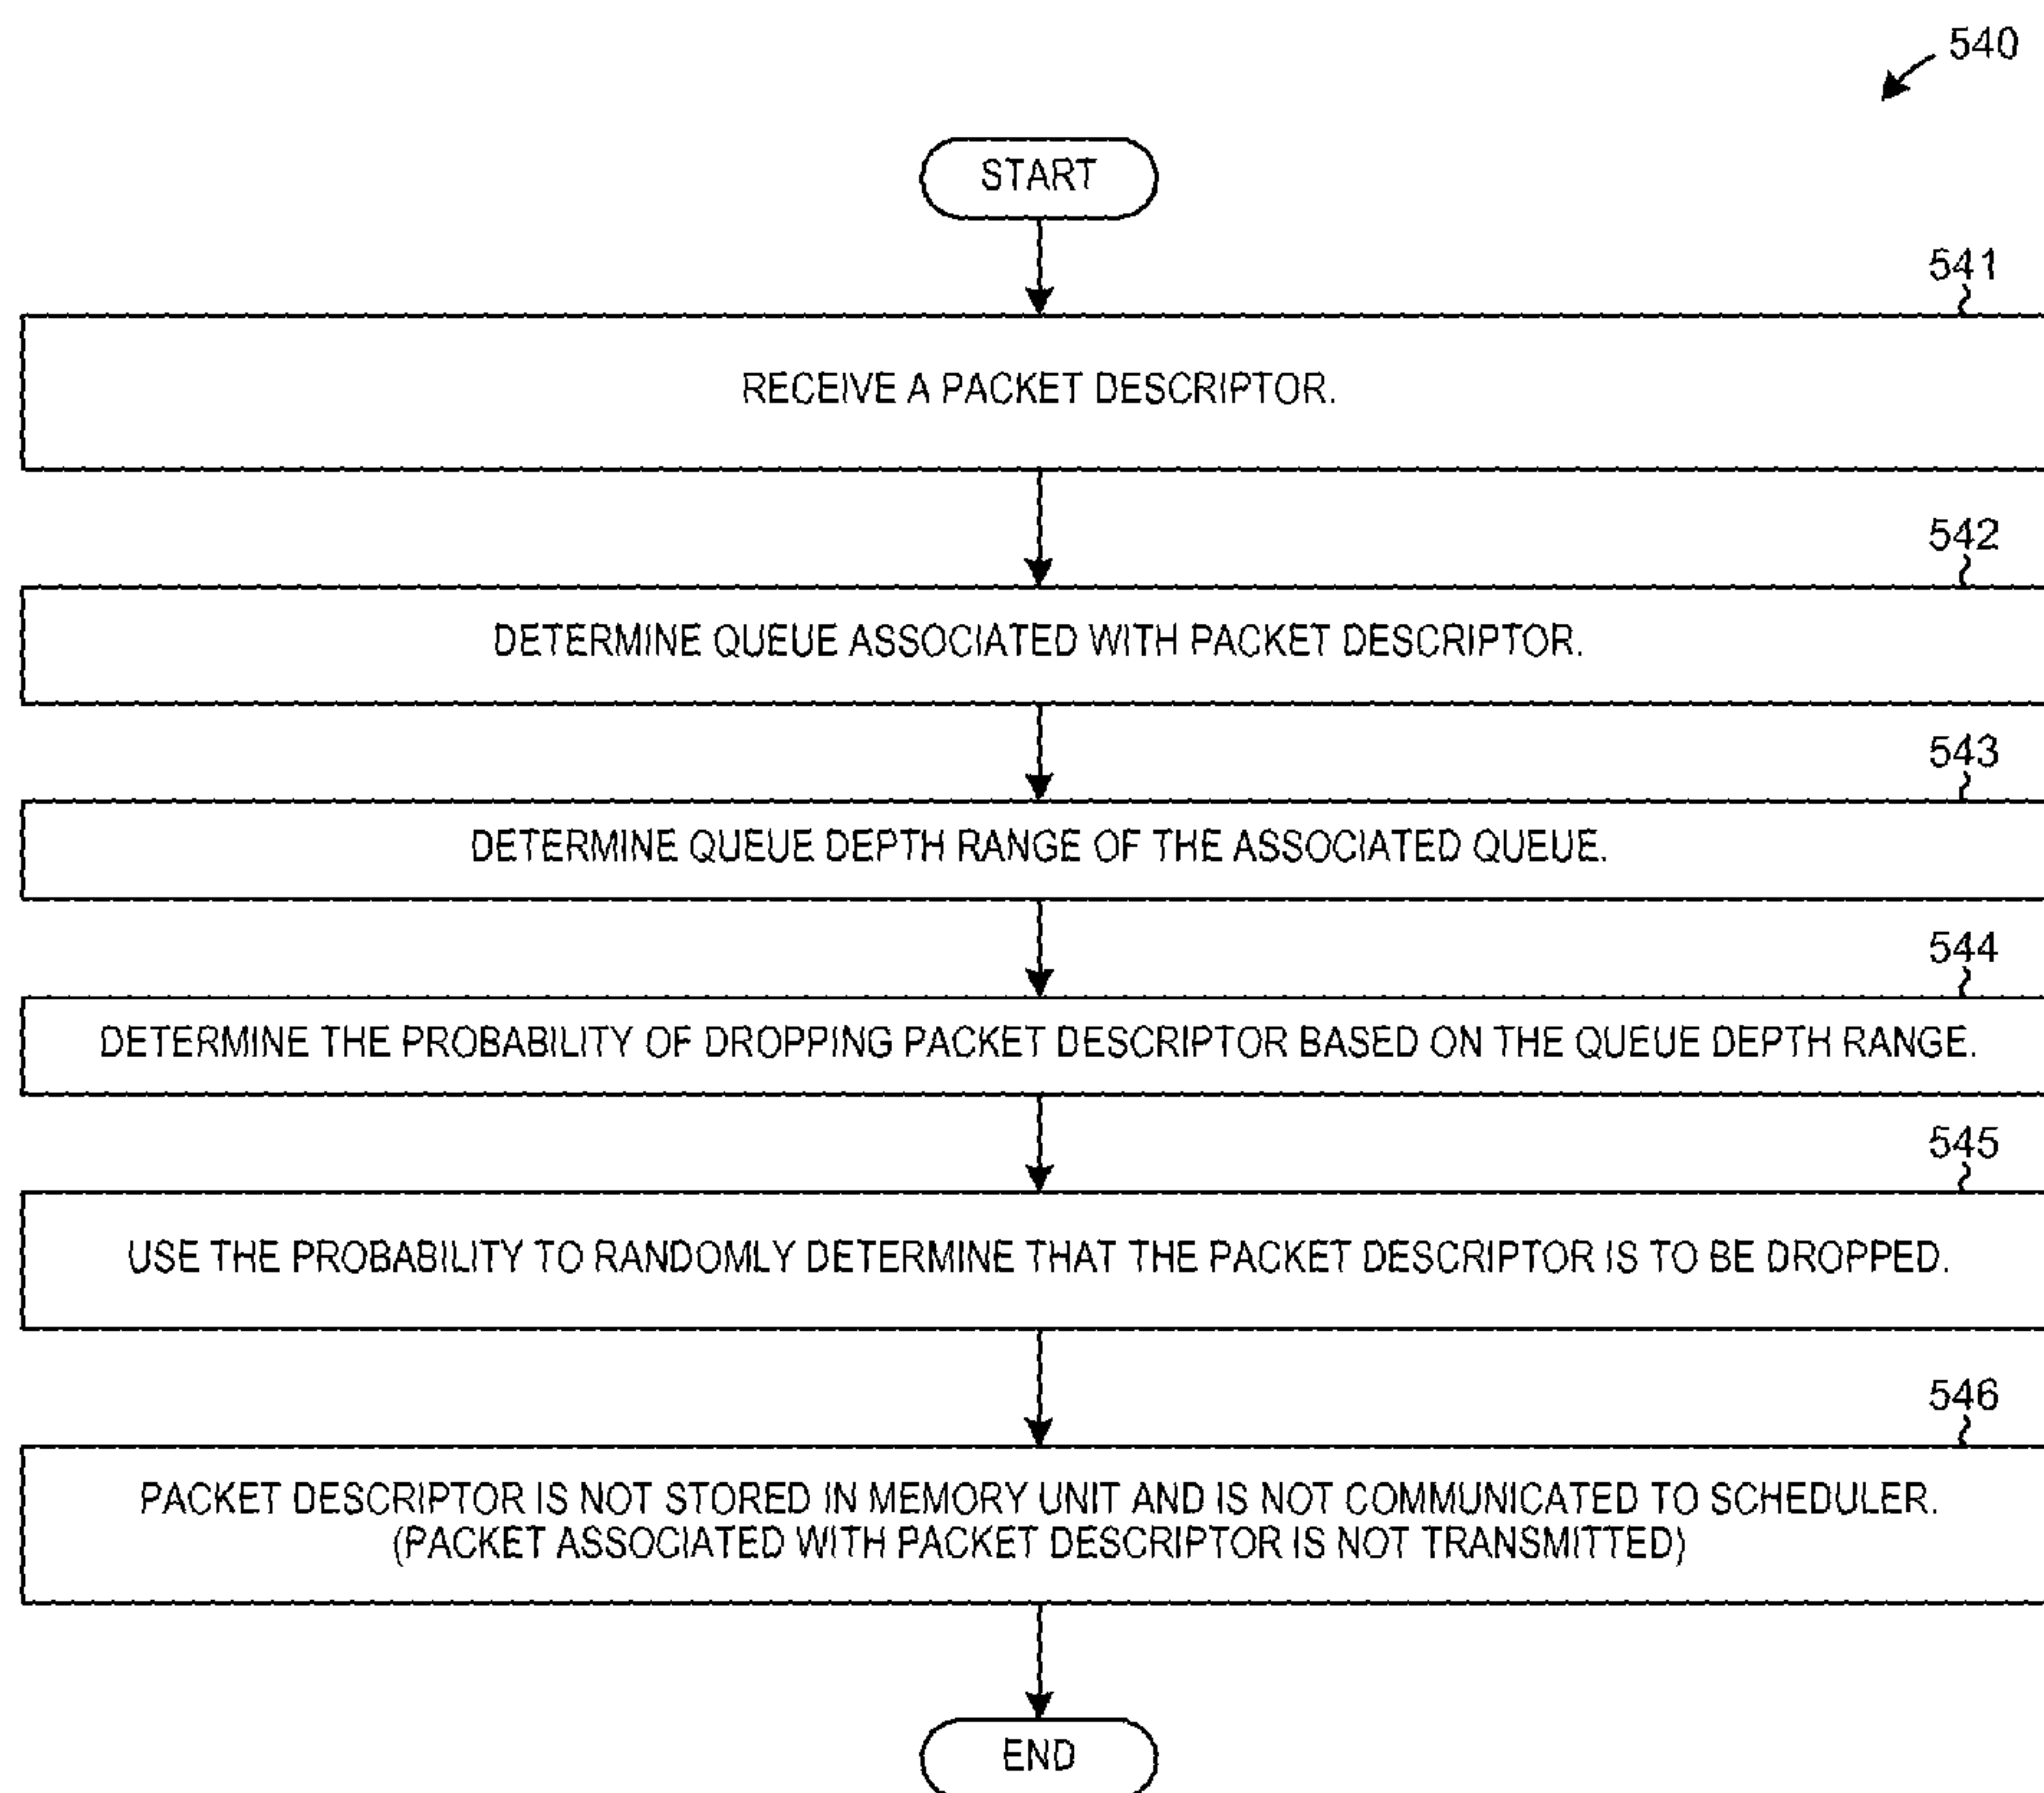 540
START
541
RECEIVE A PACKET DESCRIPTOR.
542
DETERMINE QUEUE ASSOCIATED WITH PACKET DESCRIPTOR.
543
DETERMINE QUEUE DEPTH RANGE OF THE ASSOCIATED QUEUE.
544
DETERMINE THE PROBABILITY OF DROPPING PACKET DESCRIPTOR BASED ON THE QUEUE DEPTH RANGE.
545
USE THE PROBABILITY TO RANDOMLY DETERMINE THAT THE PACKET DESCRIPTOR IS TO BE DROPPED.
546
PACKET DESCRIPTOR IS NOT STORED IN MEMORY UNIT AND IS NOT COMMUNICATED TO SCHEDULER.
(PACKET ASSOCIATED WITH PACKET DESCRIPTOR IS NOT TRANSMITTED)
END